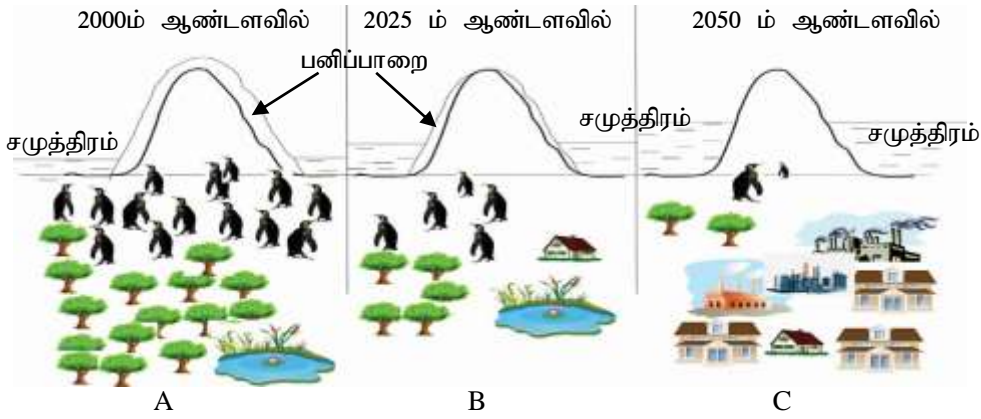 2000ம் ஆண்டளவில்
2025 ம் ஆண்டளவில்
2050 ம் ஆண்டளவில்
பனிப்பாறை
சமுத்திரம்
சமுத்திரம்
சமுத்திரம்
A
B
C